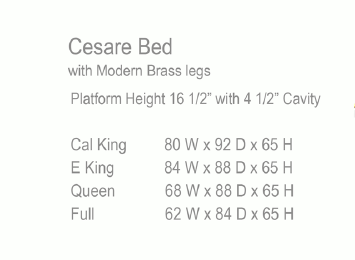 Cesare Bed
with Modern Brass legs
Platform Height 16 1/2” with 4 1/2” Cavity
Cal King 80 W x 92 D x 65 H
E King 84 W x 88 D x 65 H
Queen 68 W x 88 D x 65 H
Full 62 W x 84 D x 65 H